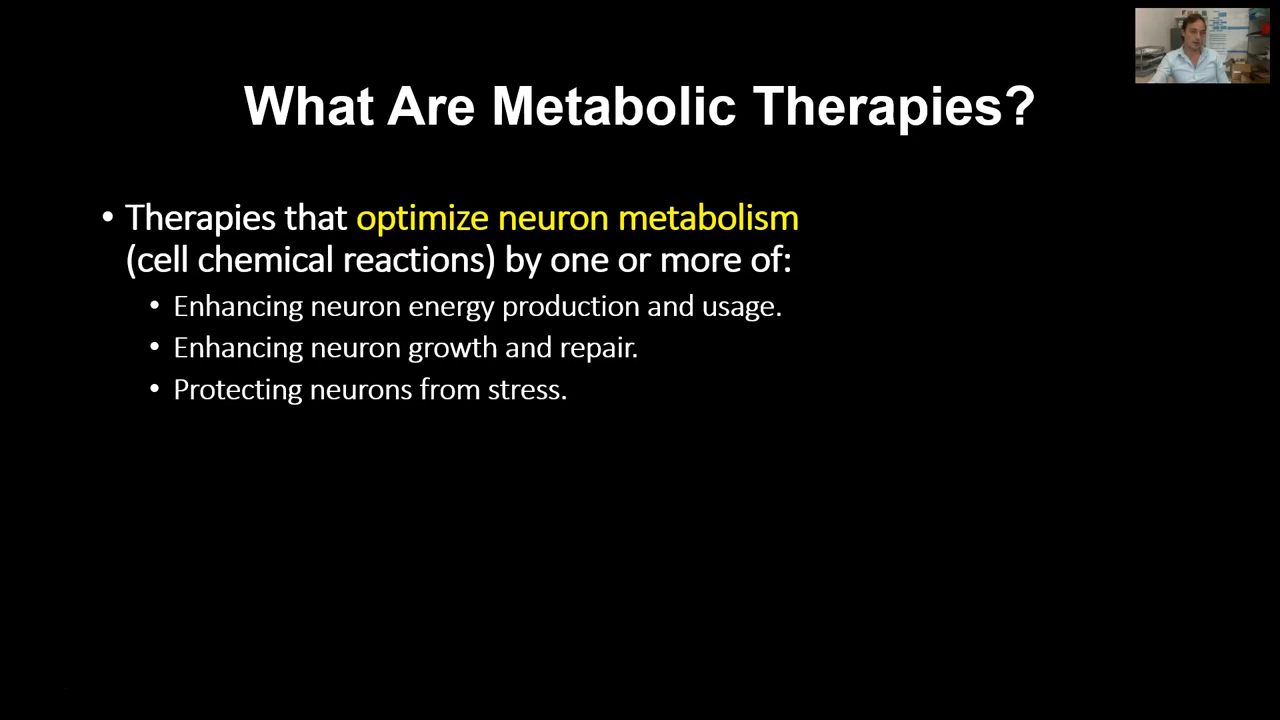 What Are Metabolic Therapies?
• Therapies that optimize neuron metabolism
(cell chemical reactions) by one or more of:
• Enhancing neuron energy production and usage.
• Enhancing neuron growth and repair.
• Protecting neurons from stress.